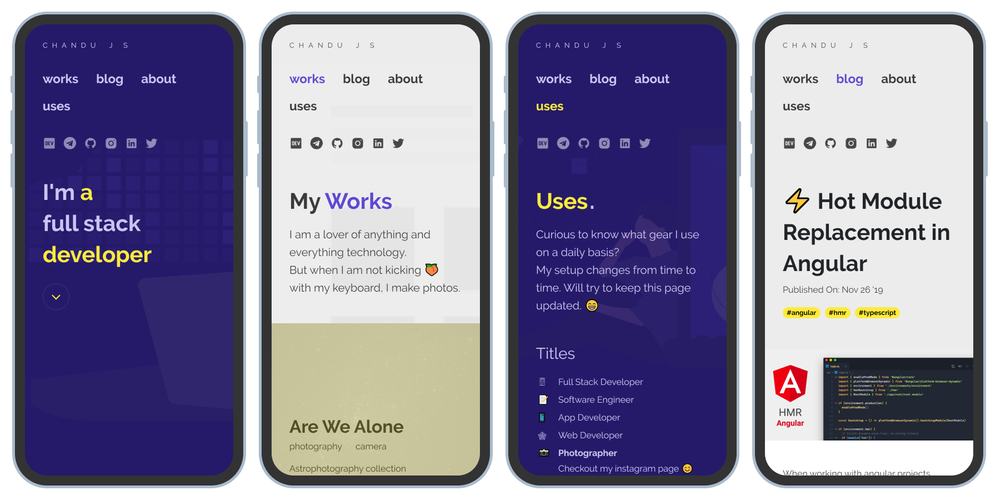 CHANDU J S
works blog about
uses
DEV
I'm a
full stack
developer
CHANDU J S
works blog about
uses
DEV
My Works
I am a lover of anything and
everything technology.
But when I am not kicking 🍑
with my keyboard, I make photos.
Are We Alone
photography camera
Astrophotography collection
CHANDU J S
works blog about
uses
DEV
Uses.
Curious to know what gear I use
on a daily basis?
My setup changes from time to
time. Will try to keep this page
updated. 😁
Titles
Full Stack Developer
Software Engineer
App Developer
Web Developer
Photographer
Checkout my instagram page 😊
CHANDU J S
works blog about
uses
DEV
⚡ Hot Module
Replacement in
Angular
Published On: Nov 26 '19
#angular #hmr #typescript
HMR
Angular
When working with angular projects